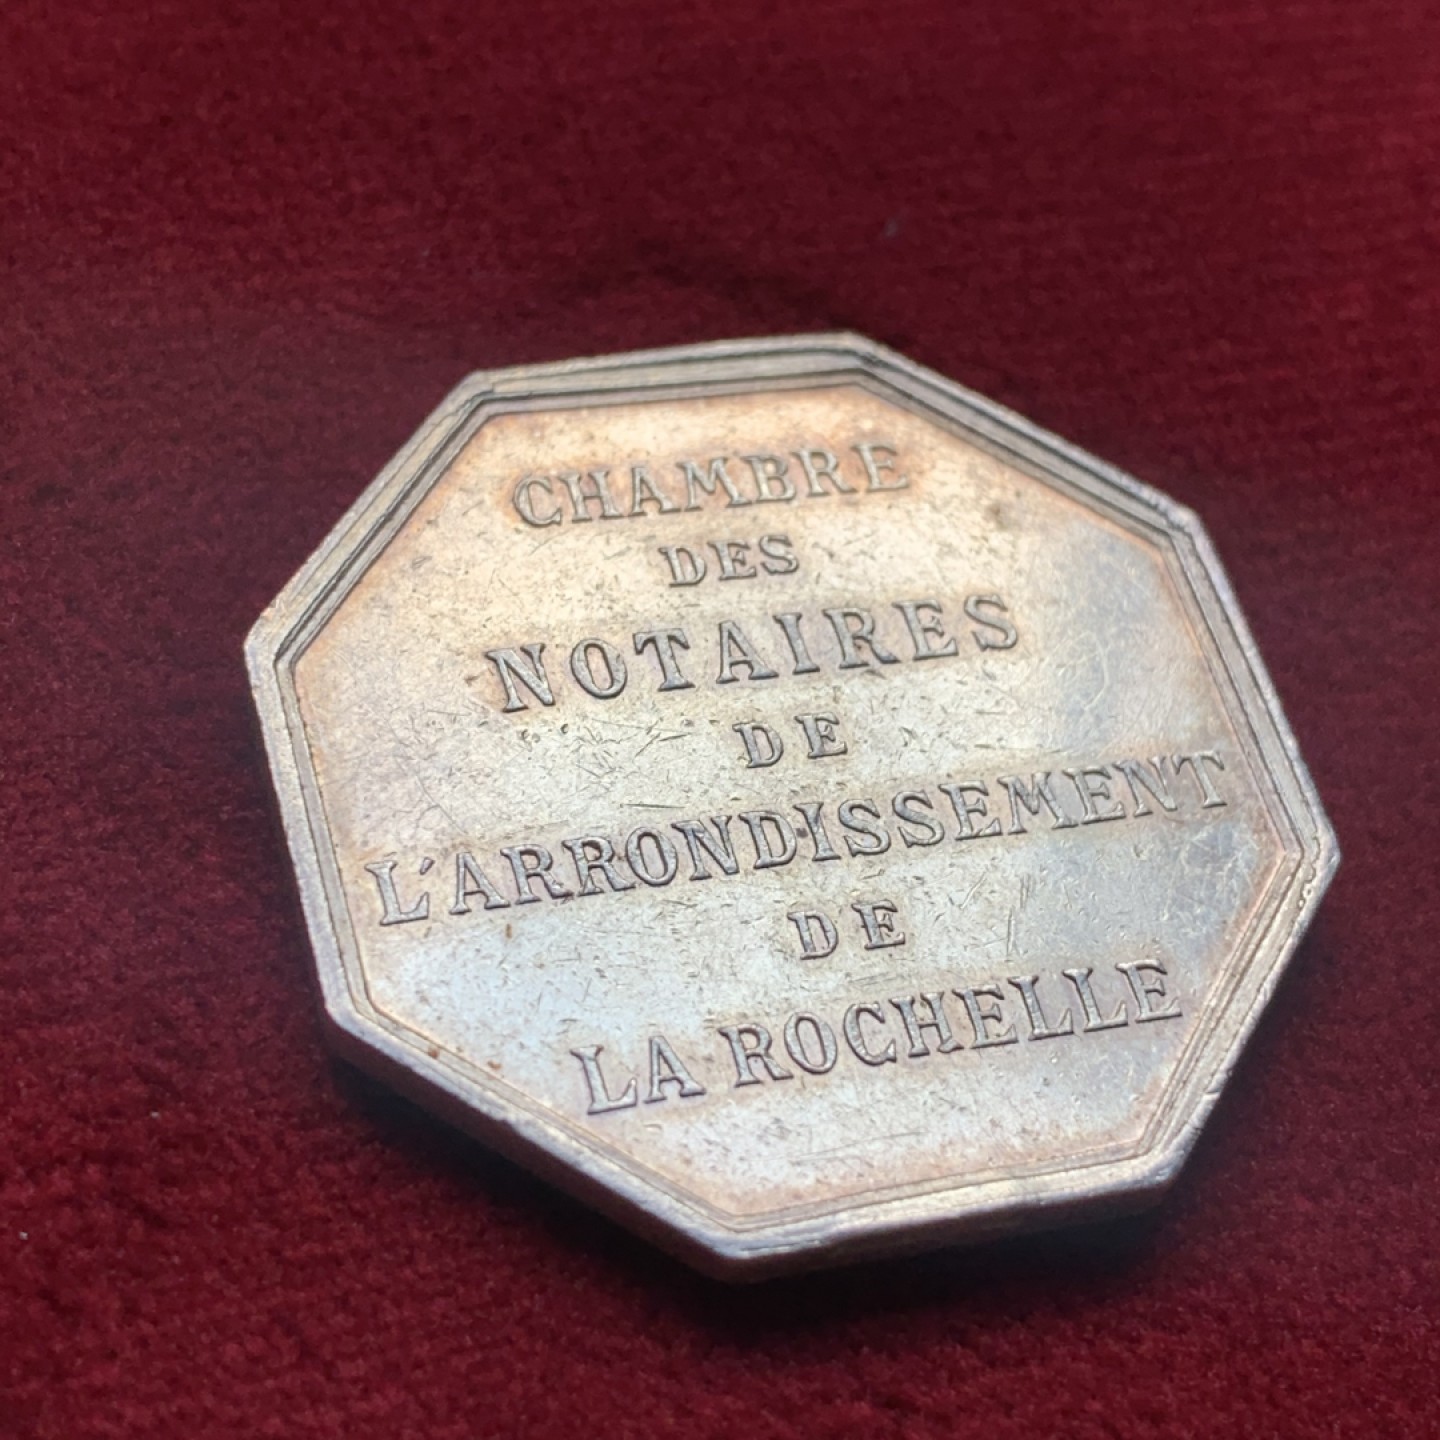 CHAMBRE
DES
NOTAIRES
DE
L'ARRONDISSEMENT
DE
LA ROCHELLE